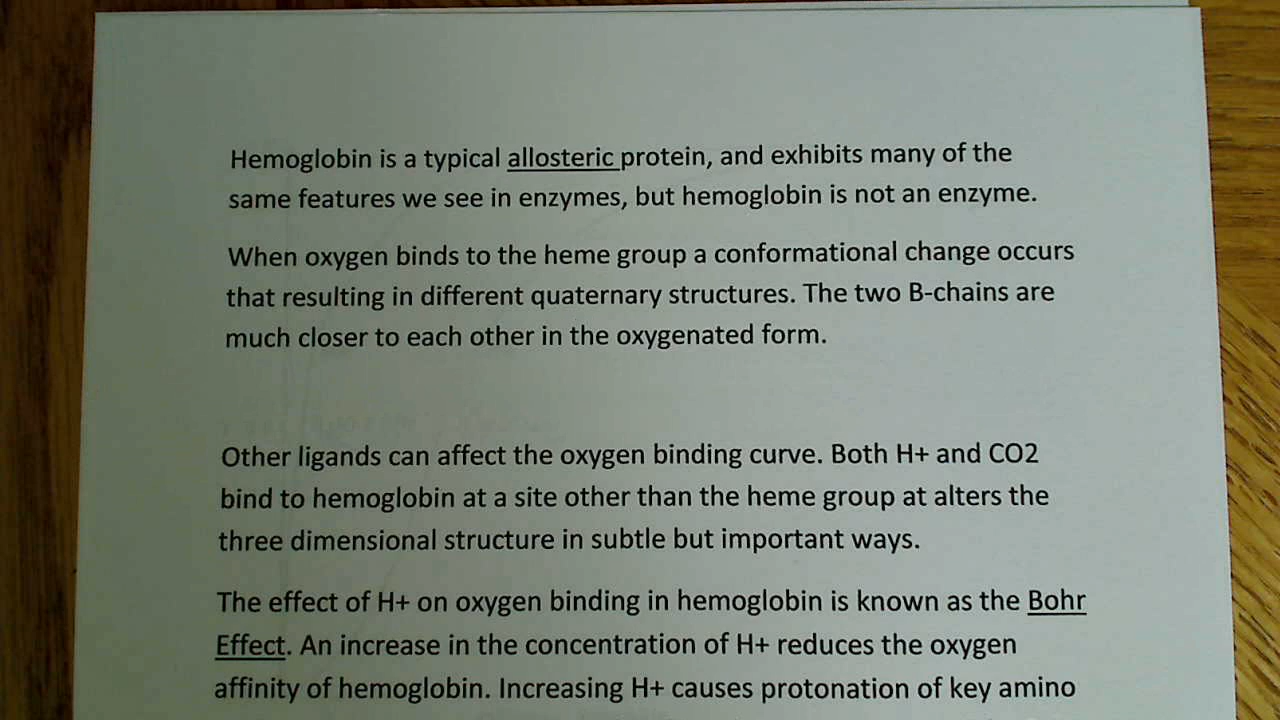 Hemoglobin is a typical allosteric protein, and exhibits many of the
same features we see in enzymes, but hemoglobin is not an enzyme.
When oxygen binds to the heme group a conformational change occurs
that resulting in different quaternary structures. The two B-chains are
much closer to each other in the oxygenated form.
Other ligands can affect the oxygen binding curve. Both H+ and CO2
bind to hemoglobin at a site other than the heme group at alters the
three dimensional structure in subtle but important ways.
The effect of H+ on oxygen binding in hemoglobin is known as the Bohr
Effect. An increase in the concentration of H+ reduces the oxygen
affinity of hemoglobin. Increasing H+ causes protonation of key amino